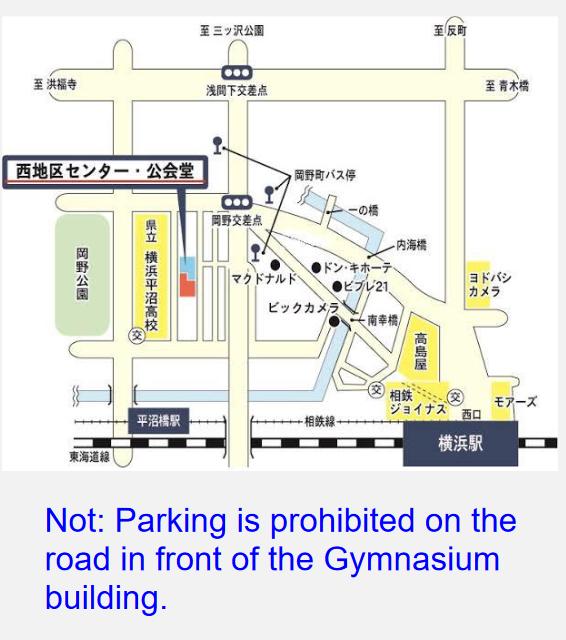 至 三ッ沢公園
至 反町
至 洪福寺
浅間下交差点
至 青木橋
西地区センター・公会堂
岡野町バス停
岡野交差点
一の橋
内海橋
岡野公園
県立 横浜平沼高校
マクドナルド
ドン・キホーテ
ビブレ21
ヨドバシ
カメラ
ビックカメラ
南幸橋
高島屋
交
交
交
相鉄
ジョイナス
西口
モアーズ
平沼橋駅
相鉄線
横浜駅
東海道線
Not: Parking is prohibited on the
road in front of the Gymnasium
building.